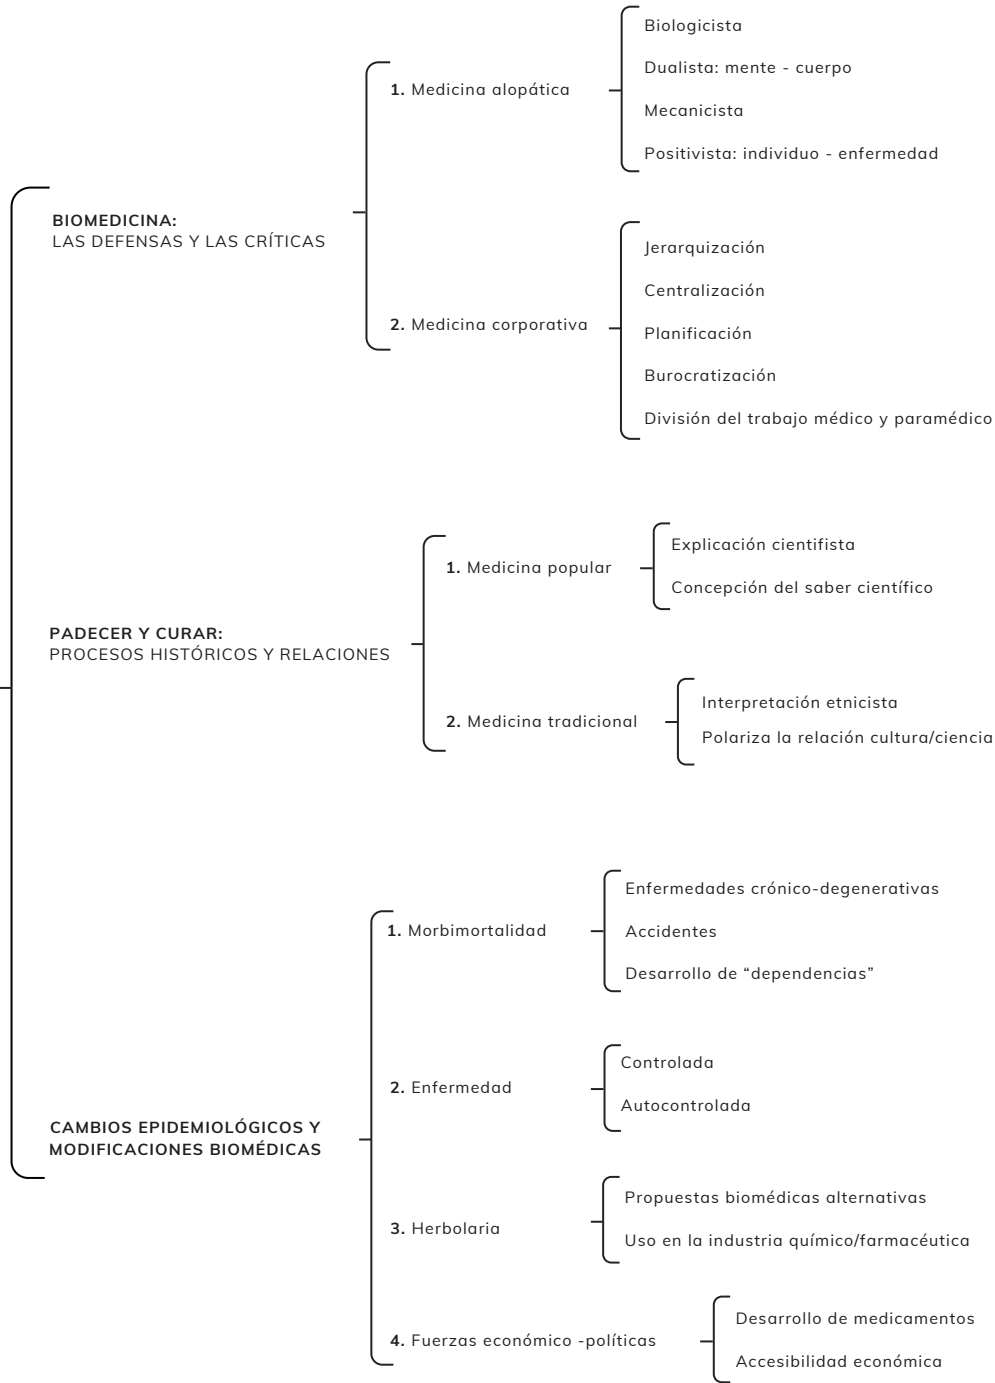 BIOMEDICINA:
LAS DEFENSAS Y LAS CRÍTICAS
1. Medicina alopática
Biologicista
Dualista: mente - cuerpo
Mecanicista
Positivista: individuo - enfermedad
2. Medicina corporativa
Jerarquización
Centralización
Planificación
Burocratización
División del trabajo médico y paramédico
PADECER Y CURAR:
PROCESOS HISTÓRICOS Y RELACIONES
1. Medicina popular
Explicación cientifista
Concepción del saber científico
2. Medicina tradicional
Interpretación etnicista
Polariza la relación cultura/ciencia
CAMBIOS EPIDEMIOLÓGICOS Y
MODIFICACIONES BIOMÉDICAS
1. Morbimortalidad
Enfermedades crónico-degenerativas
Accidentes
Desarrollo de “dependencias”
2. Enfermedad
Controlada
Autocontrolada
3. Herbolaria
Propuestas biomédicas alternativas
Uso en la industria químico/farmacéutica
4. Fuerzas económico -políticas
Desarrollo de medicamentos
Accesibilidad económica